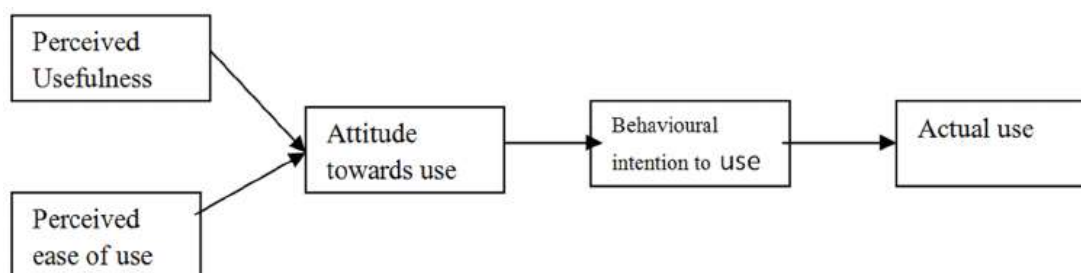 Perceived
Usefulness
Perceived
ease of use
Attitude
towards use
Behavioural
intention to use
Actual use